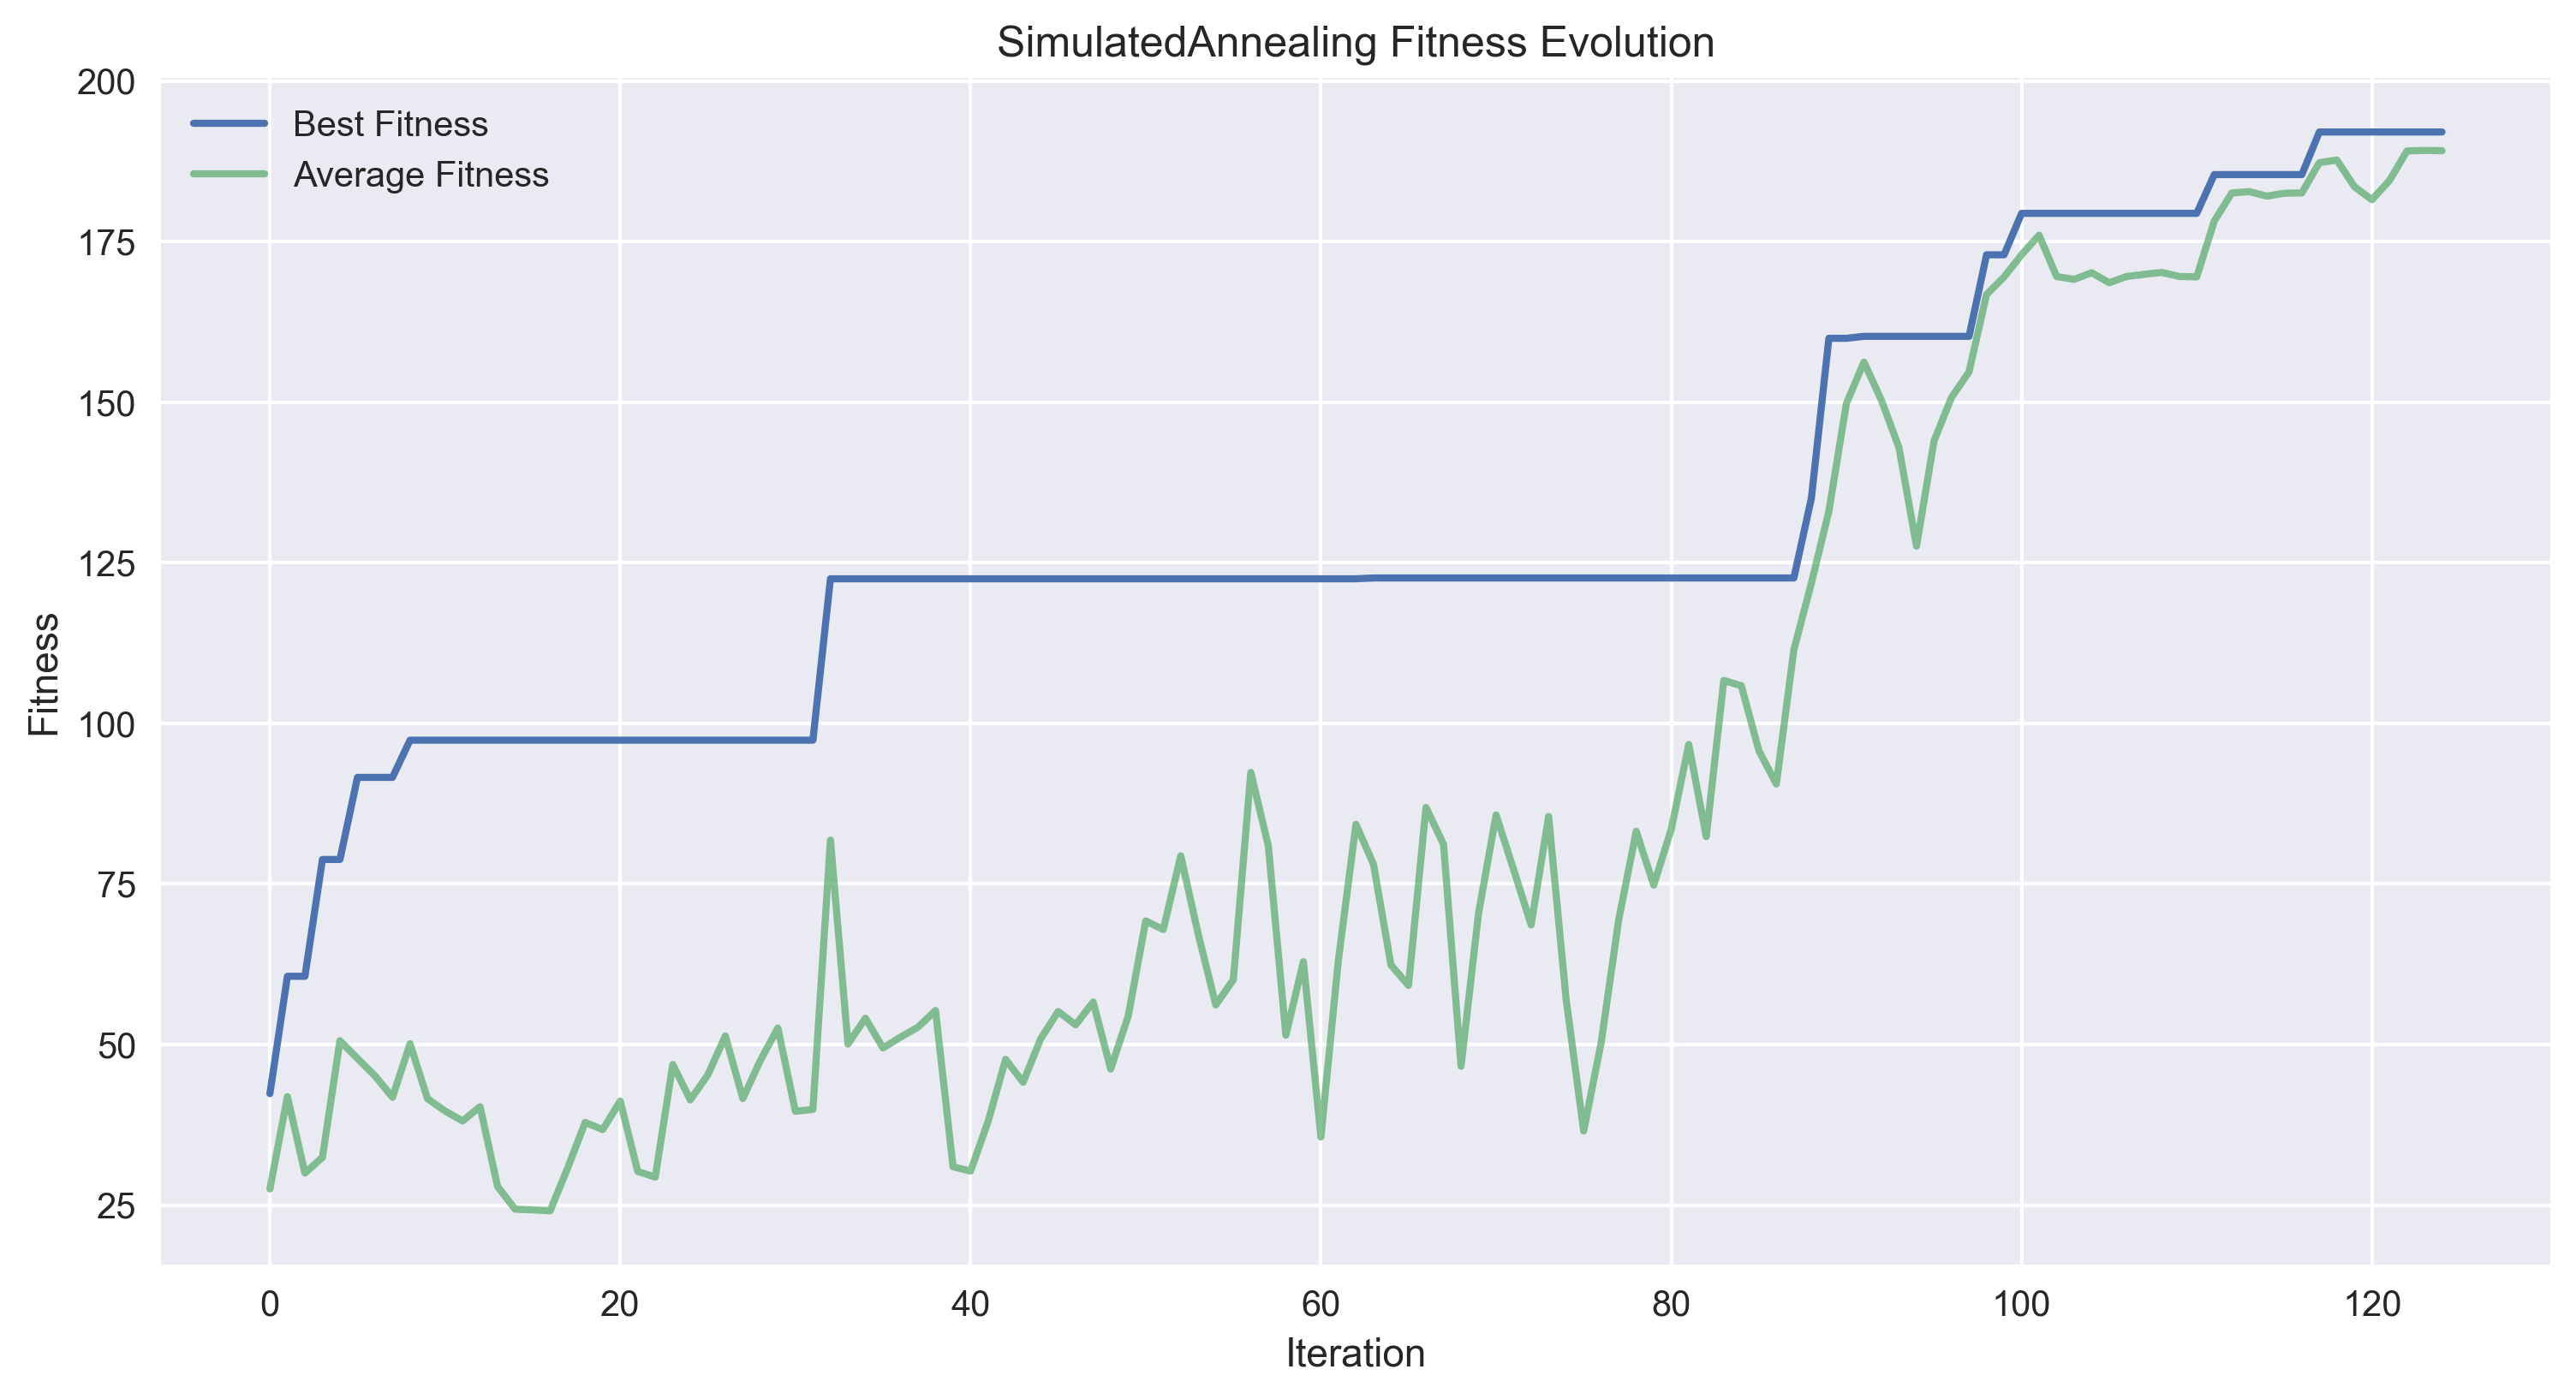 SimulatedAnnealing Fitness Evolution
Best Fitness
Average Fitness
200
175
150
125
100
75
50
25
Fitness
0 20 40 60 80 100 120
Iteration